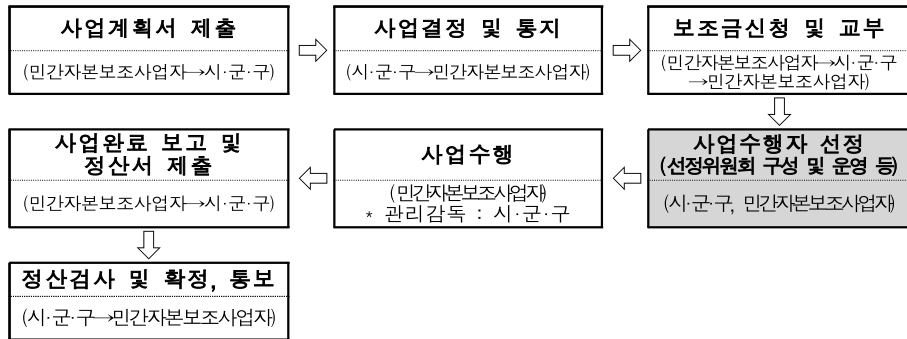 사업계획서 제출
(민간자본보조사업자→시·군·구)
사업결정 및 통지
(시·군·구→민간자본보조사업자)
보조금신청 및 교부
(민간자본보조사업자→시·군·구
→민간자본보조사업자)
사업수행자 선정
(선정위원회 구성 및 운영 등)
(시·군·구, 민간자본보조사업자)
사업수행
(민간자본보조사업자)
* 관리감독 : 시·군·구
사업완료 보고 및
정산서 제출
(민간자본보조사업자→시·군·구)
정산검사 및 확정, 통보
(시·군·구→민간자본보조사업자)